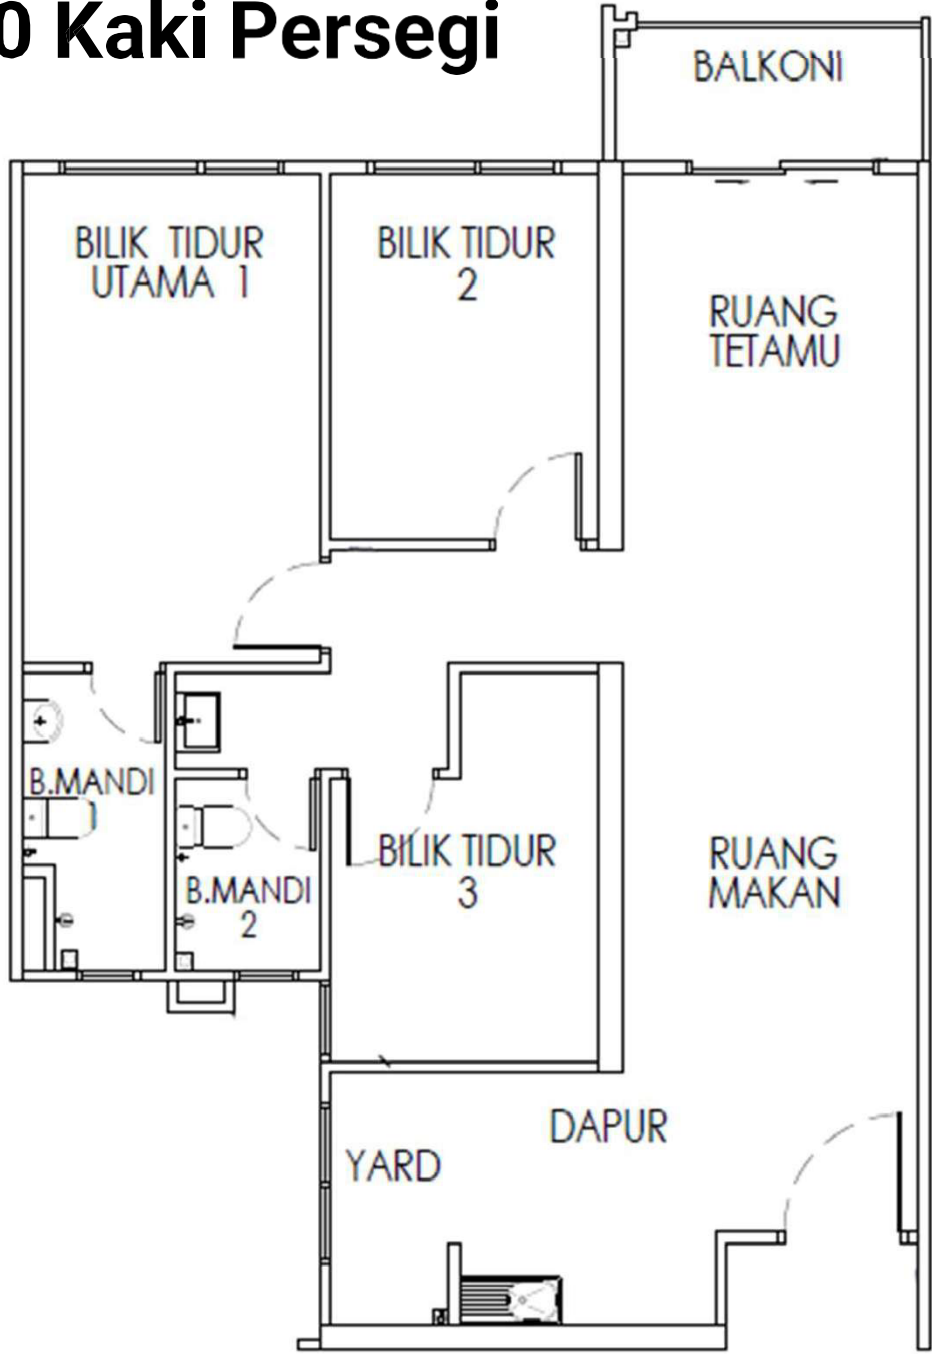 0 Kaki Persegi
BALKONI
BILIK TIDUR
UTAMA 1
BILIK TIDUR
2
RUANG
TETAMU
B.MANDI
1
B.MANDI
2
BILIK TIDUR
3
RUANG
MAKAN
DAPUR
YARD